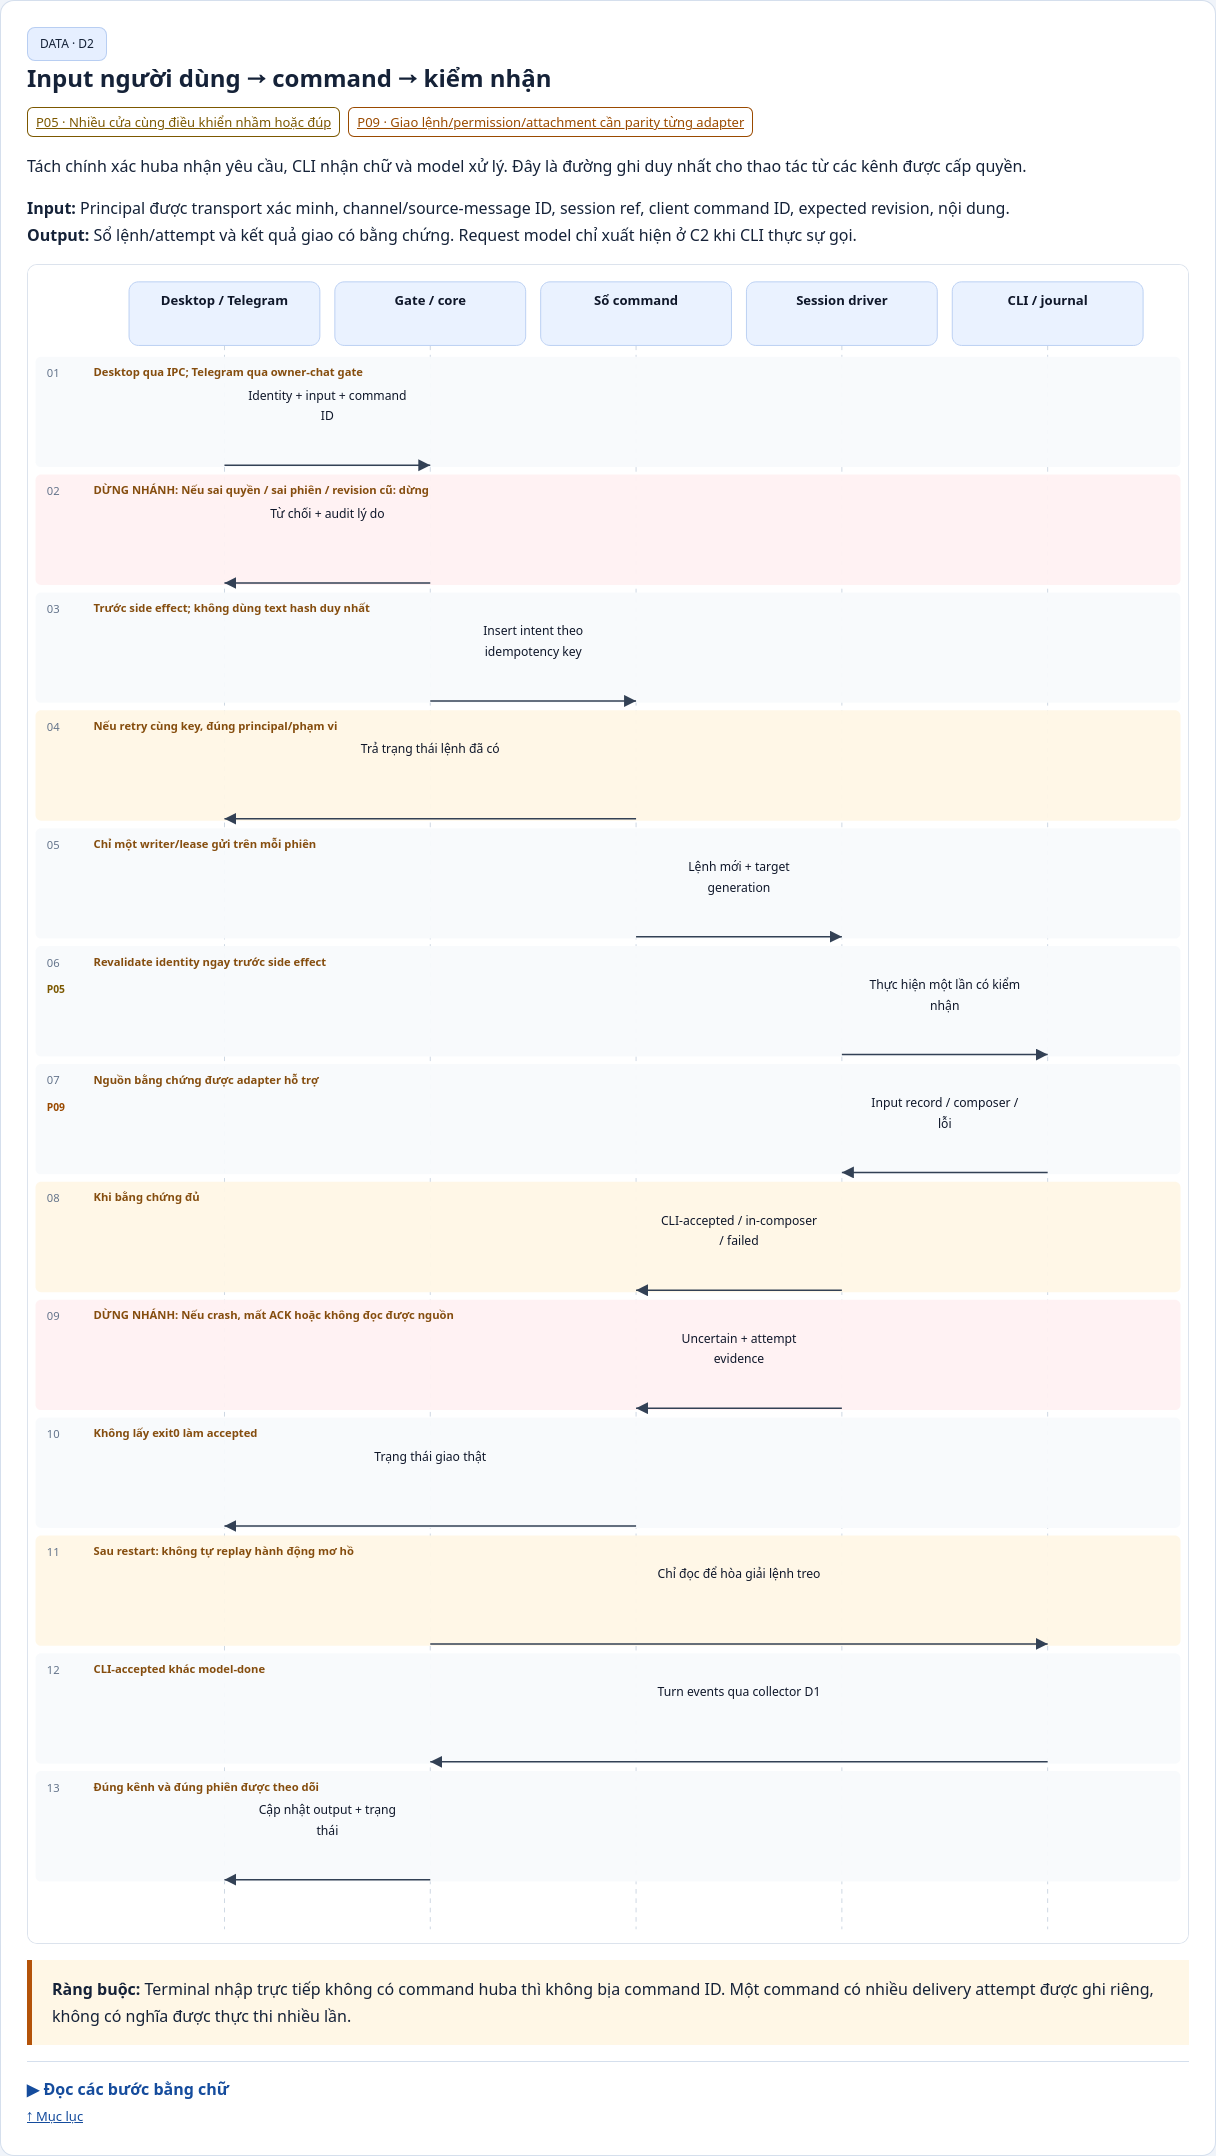 DATA · D2
Input người dùng → command → kiểm nhận
P05 · Nhiều cửa cùng điều khiển nhầm hoặc đúp
P09 · Giao lệnh/permission/attachment cần parity từng adapter
Tách chính xác huba nhận yêu cầu, CLI nhận chữ và model xử lý. Đây là đường ghi duy nhất cho thao tác từ các kênh được cấp quyền.
Input: Principal được transport xác minh, channel/source-message ID, session ref, client command ID, expected revision, nội dung.
Output: Sổ lệnh/attempt và kết quả giao có bằng chứng. Request model chỉ xuất hiện ở C2 khi CLI thực sự gọi.
Desktop / Telegram
Gate / core
Sổ command
Session driver
CLI / journal
01
Desktop qua IPC; Telegram qua owner-chat gate
Identity + input + command
ID
02
DỪNG NHÁNH: Nếu sai quyền / sai phiên / revision cũ: dừng
Từ chối + audit lý do
03
Trước side effect; không dùng text hash duy nhất
Insert intent theo
idempotency key
04
Nếu retry cùng key, đúng principal/phạm vi
Trả trạng thái lệnh đã có
05
Chỉ một writer/lease gửi trên mỗi phiên
Lệnh mới + target
generation
06
Revalidate identity ngay trước side effect
P05
Thực hiện một lần có kiểm
nhận
07
Nguồn bằng chứng được adapter hỗ trợ
P09
Input record / composer /
lỗi
08
Khi bằng chứng đủ
CLI-accepted / in-composer
/ failed
09
DỪNG NHÁNH: Nếu crash, mất ACK hoặc không đọc được nguồn
Uncertain + attempt
evidence
10
Không lấy exit0 làm accepted
Trạng thái giao thật
11
Sau restart: không tự replay hành động mơ hồ
Chỉ đọc để hòa giải lệnh treo
12
CLI-accepted khác model-done
Turn events qua collector D1
13
Đúng kênh và đúng phiên được theo dõi
Cập nhật output + trạng
thái
Ràng buộc: Terminal nhập trực tiếp không có command huba thì không bịa command ID. Một command có nhiều delivery attempt được ghi riêng,
không có nghĩa được thực thi nhiều lần.
▶ Đọc các bước bằng chữ
↑ Mục lục